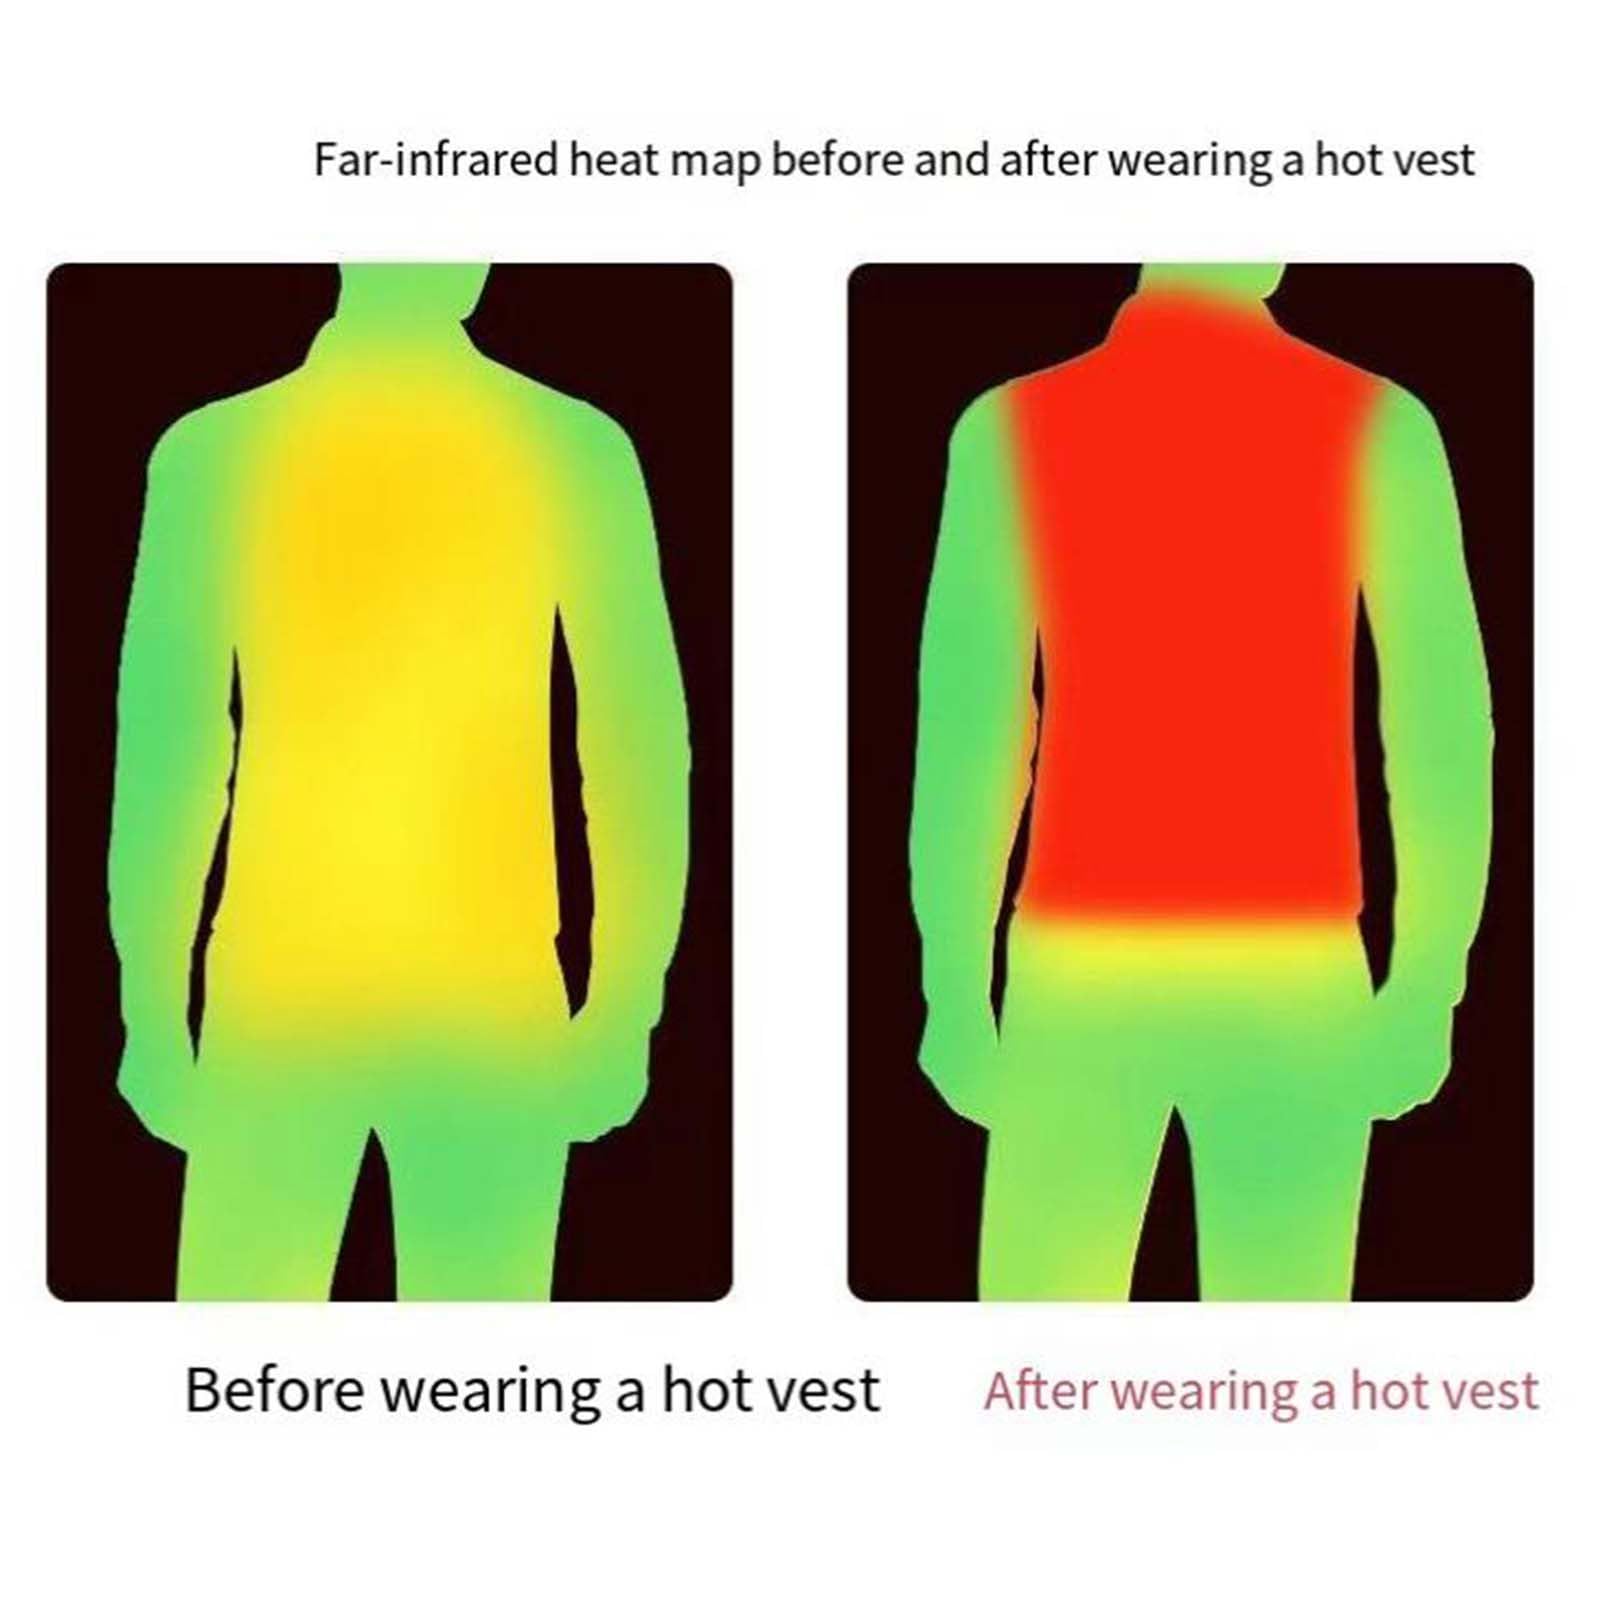 Far-infrared heat map before and after wearing a hot vest
Before wearing a hot vest
After wearing a hot vest